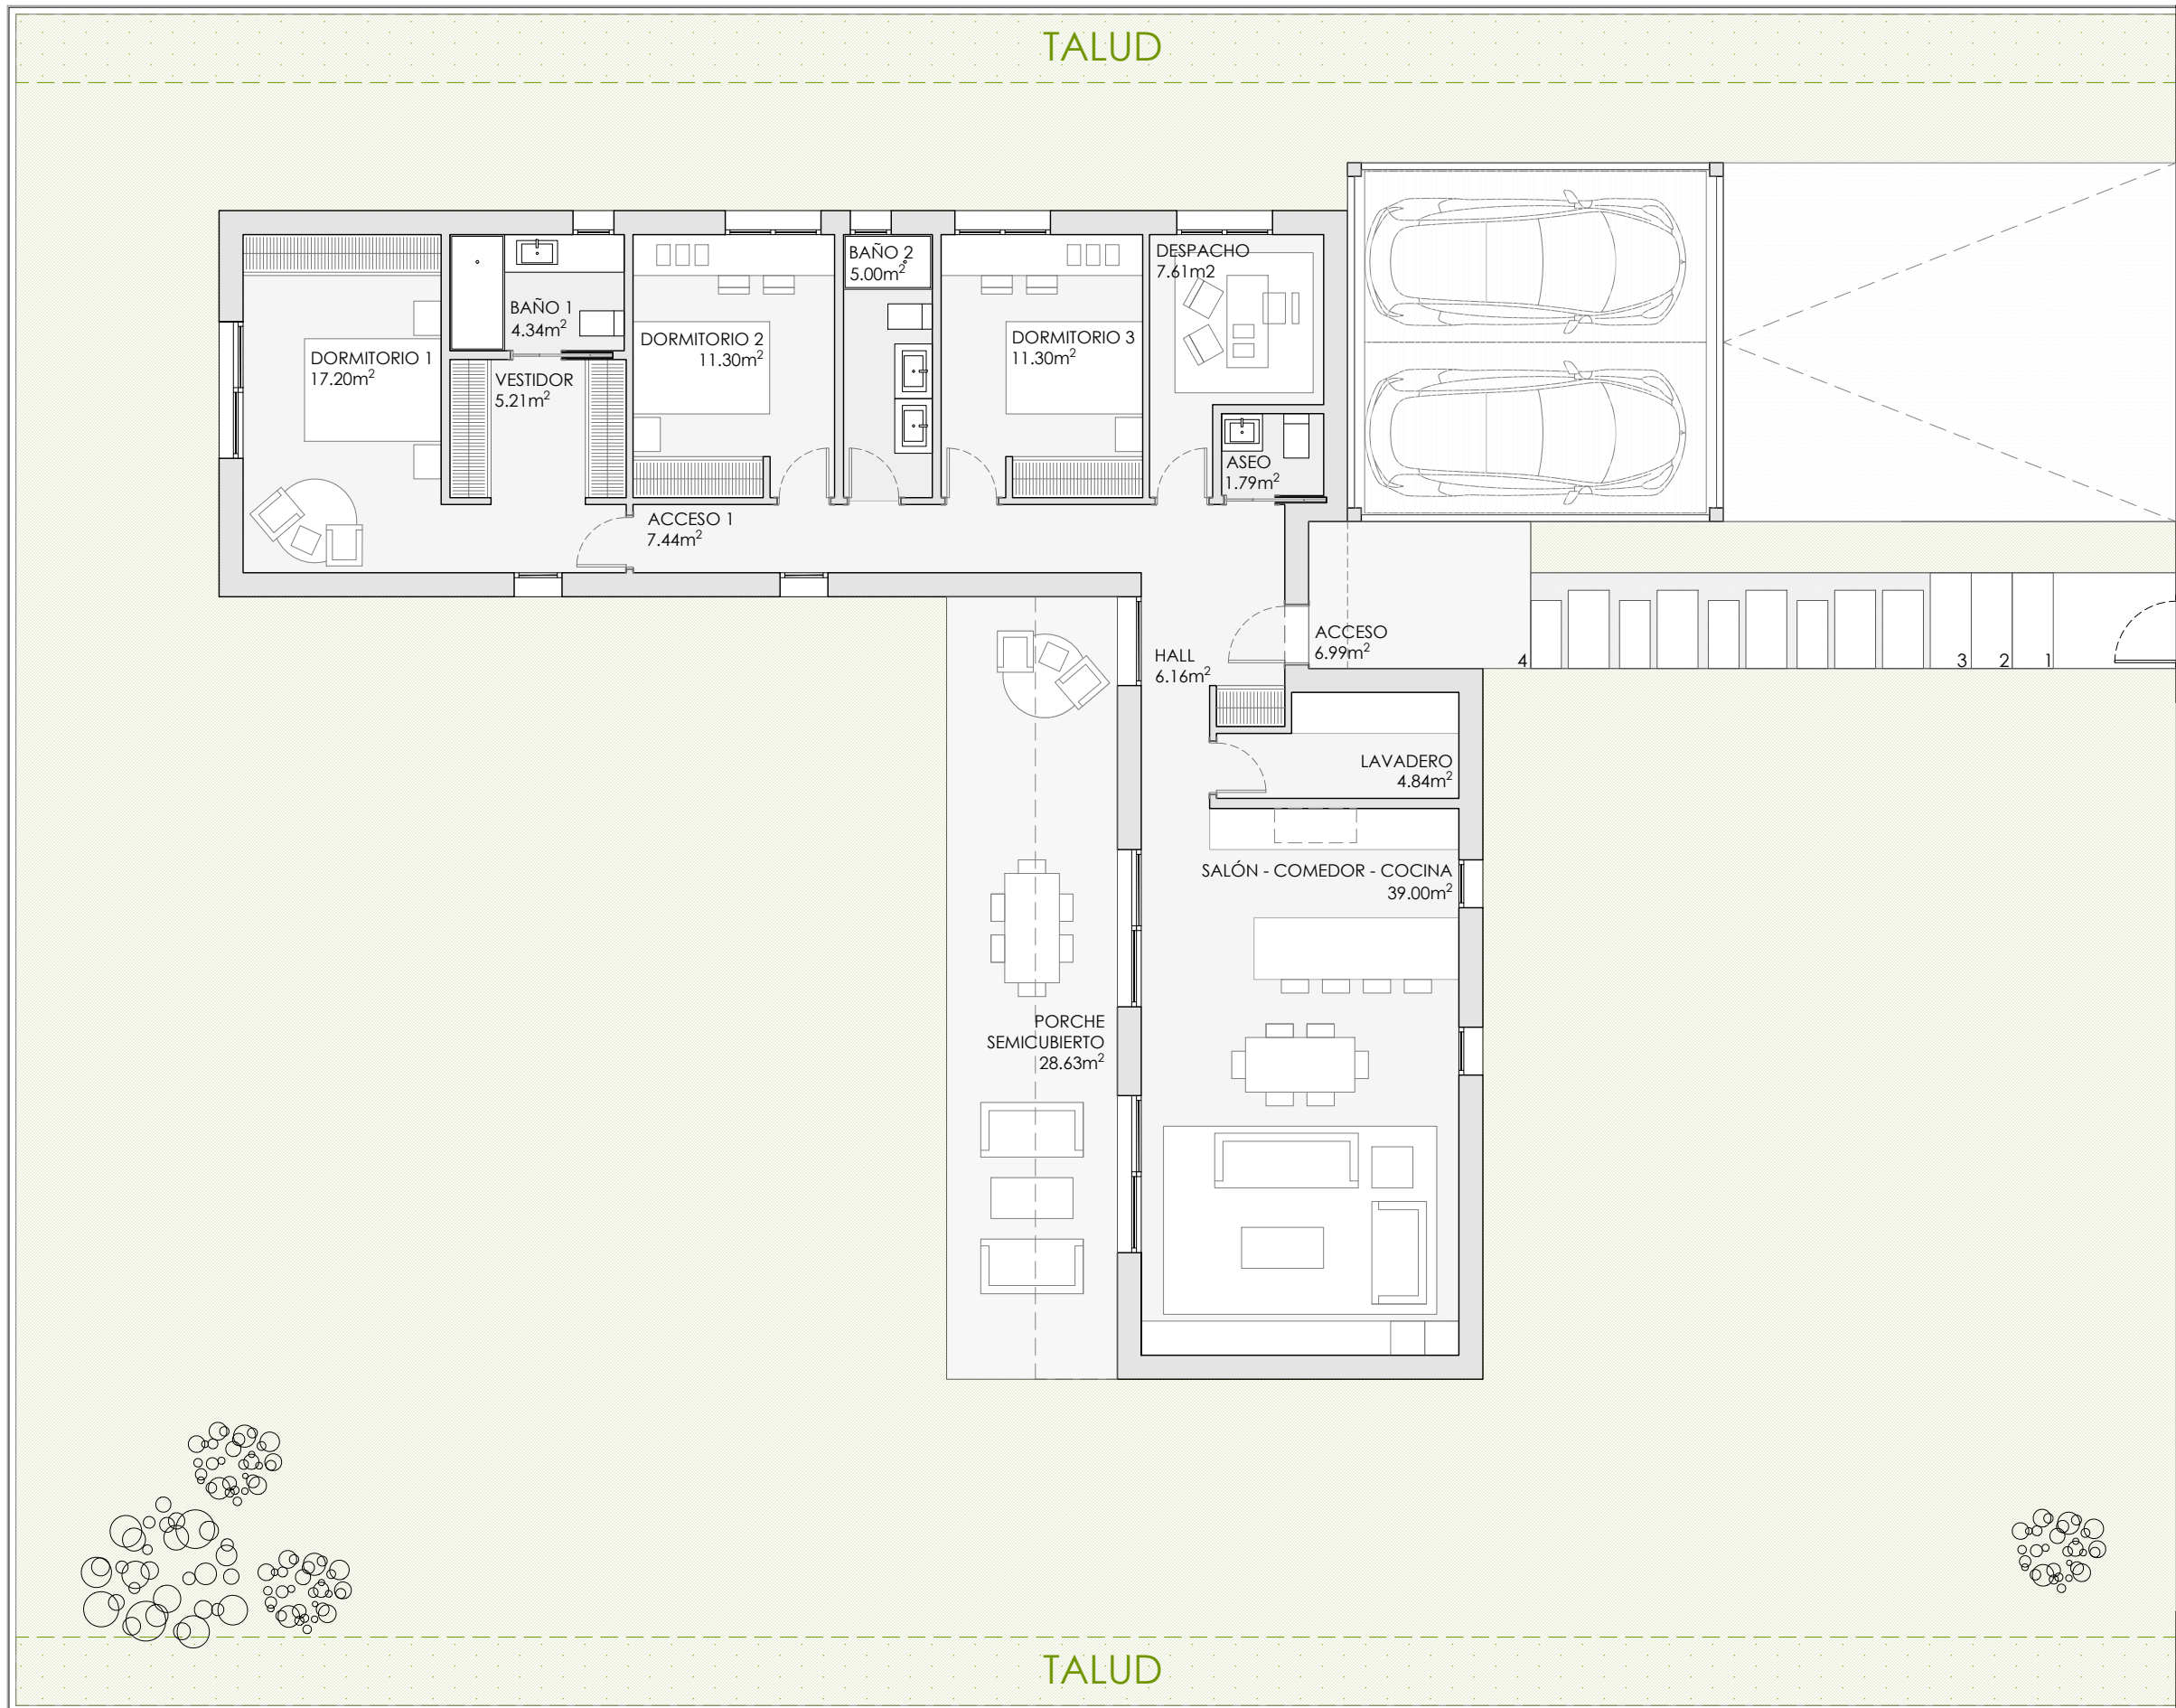 TALUD
DORMITORIO 1
17.20m²
BAÑO 1
4.34m²
VESTIDOR
5.21m²
DORMITORIO 2
11.30m²
BAÑO 2
5.00m²
DORMITORIO 3
11.30m²
DESPACHO
7.61m2
ASEO
1.79m²
ACCESO 1
7.44m²
HALL
6.16m²
ACCESO
6.99m²
4
3
2
1
LAVADERO
4.84m²
SALÓN - COMEDOR - COCINA
39.00m²
PORCHE
SEMICUBIERTO
28.63m²
TALUD